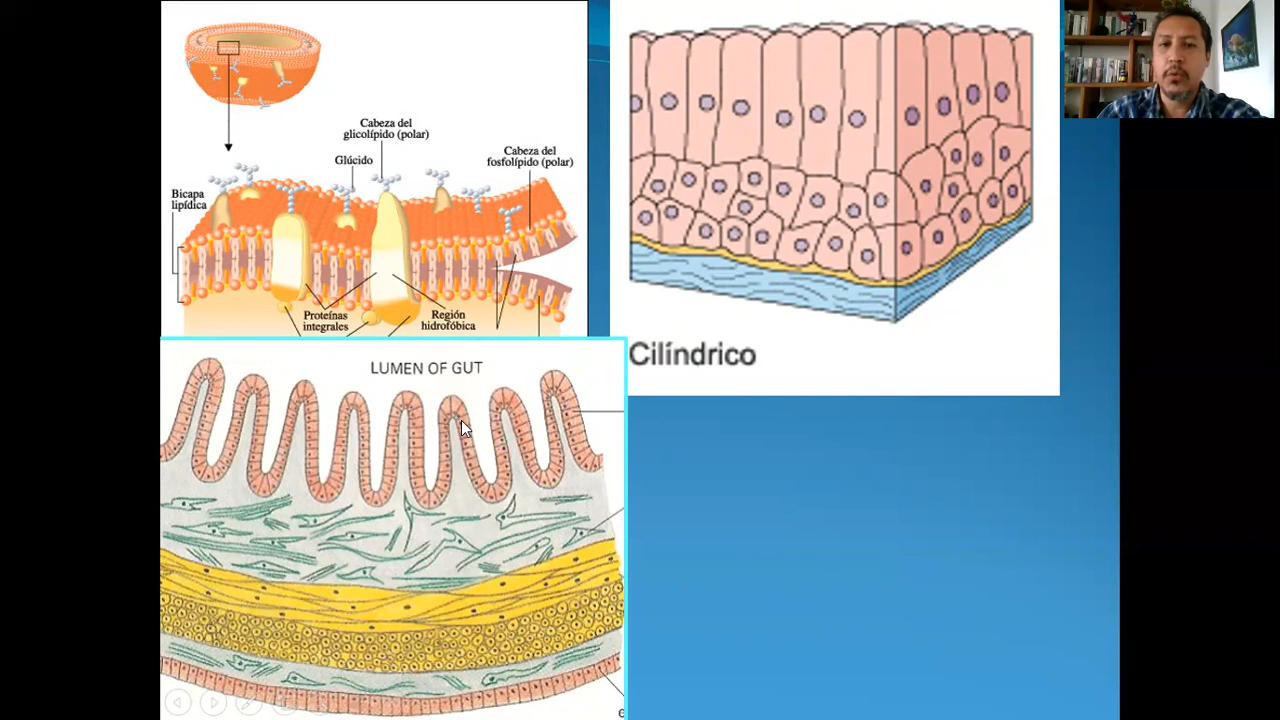 Cabeza del
glicolípido (polar)
Glúcido
Cabeza del
fosfolípido (polar)
Bicapa
lipídica
Proteínas
integrales
Región
hidrofóbica
Cilíndrico
LUMEN OF GUT